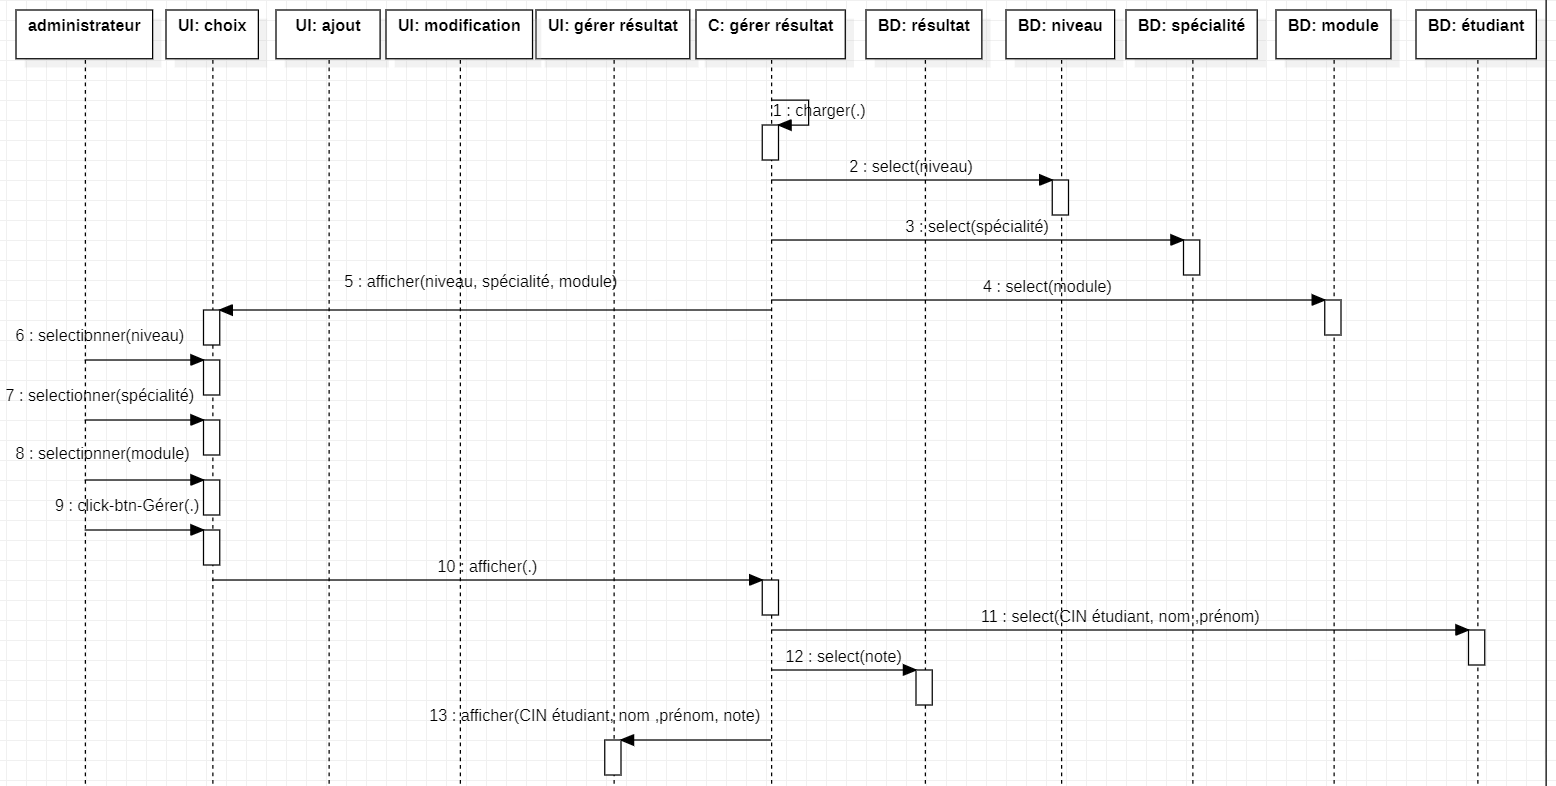 administrateur
UI: choix
UI: ajout
UI: modification
UI: gérer résultat
C: gérer résultat
BD: résultat
BD: niveau
BD: spécialité
BD: module
BD: étudiant
1 : charger(.)
2 : select(niveau)
3 : select(spécialité)
5 : afficher(niveau, spécialité, module)
4 : select(module)
6 : selectionner(niveau)
7 : selectionner(spécialité)
8 : selectionner(module)
9 : click-btn-Gérer(.)
10 : afficher(.)
11 : select(CIN étudiant, nom ,prénom)
12 : select(note)
13 : afficher(CIN étudiant, nom ,prénom, note)